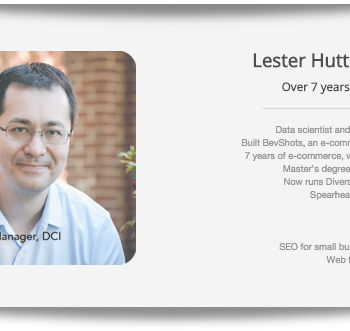 Lester Hutt
Over 7 years
Data scientist and
Built BevShots, an e-comm
7 years of e-commerce, w
Master's degree
Now runs Divers
Spearhea
Manager, DCI
SEO for small bu
Web